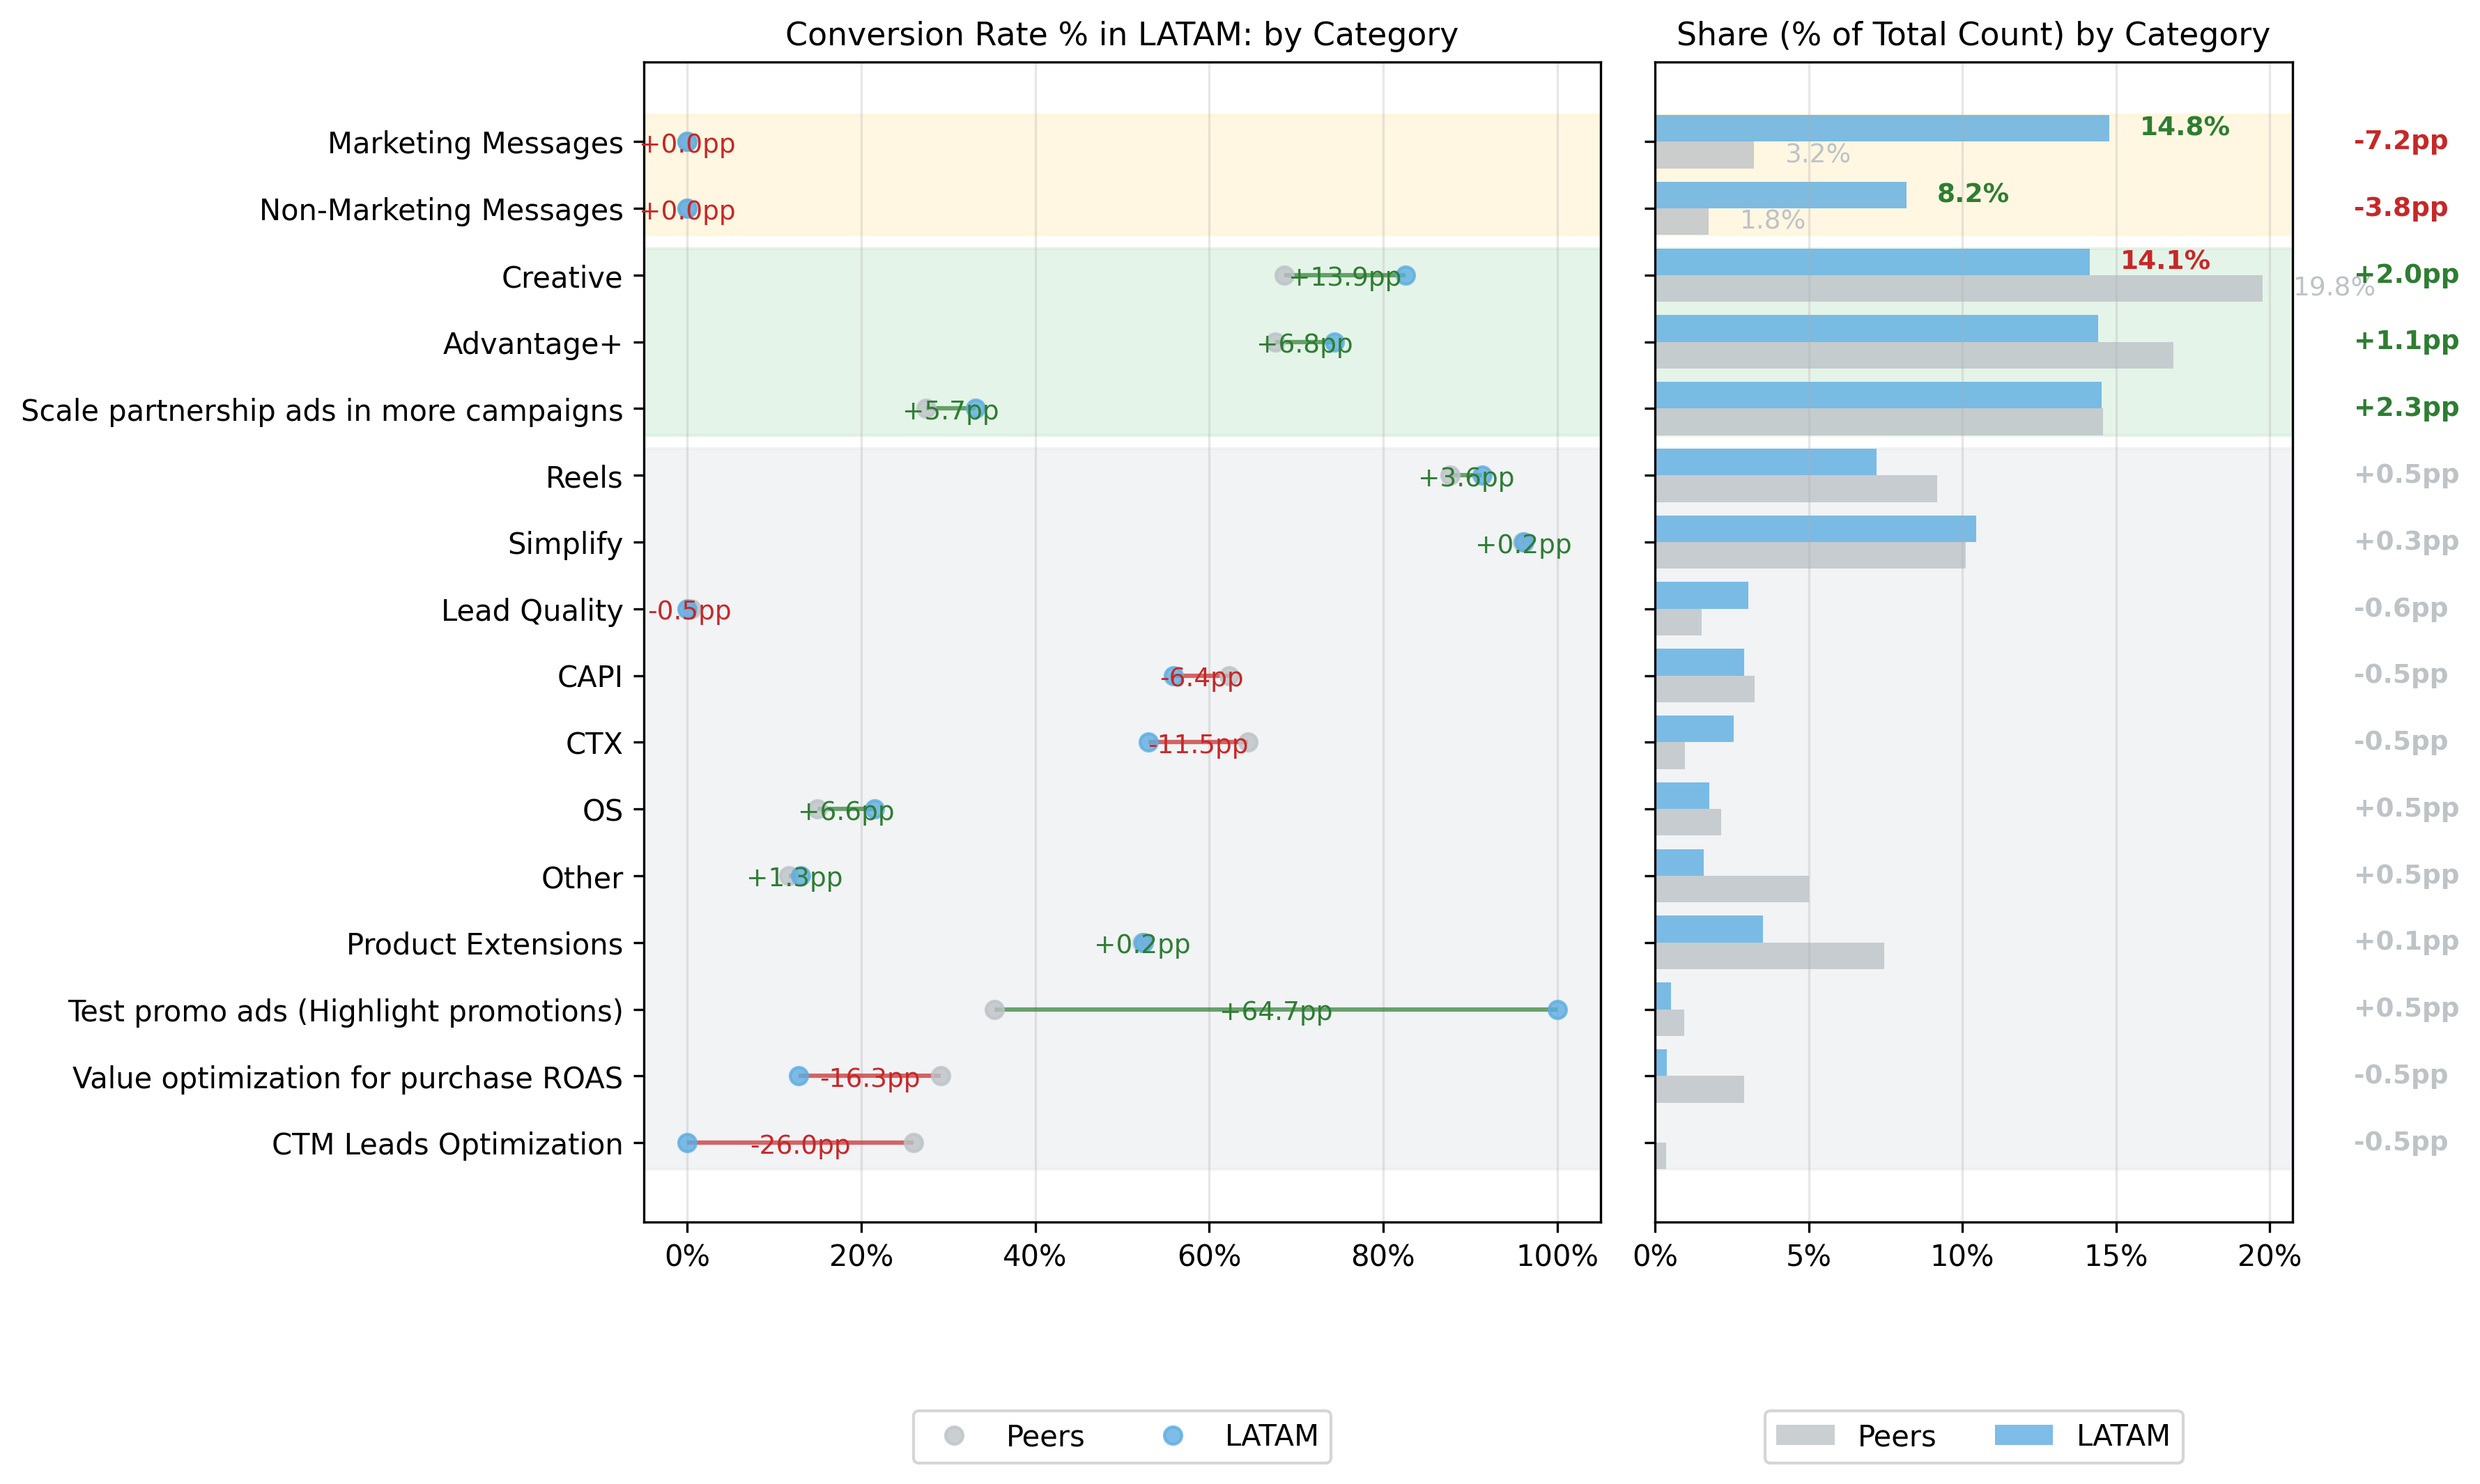 Conversion Rate % in LATAM: by Category
Share (% of Total Count) by Category
Marketing Messages +0.0pp 14.8% 3.2% -7.2pp
Non-Marketing Messages +0.0pp 8.2% 1.8% -3.8pp
Creative +13.9pp 14.1% 19.8% +2.0pp
Advantage+ +6.8pp +1.1pp
Scale partnership ads in more campaigns +5.7pp +2.3pp
Reels +3.6pp +0.5pp
Simplify +0.2pp +0.3pp
Lead Quality -0.5pp -0.6pp
CAPI -6.4pp -0.5pp
CTX -11.5pp -0.5pp
OS +6.6pp +0.5pp
Other +1.3pp +0.5pp
Product Extensions +0.2pp +0.1pp
Test promo ads (Highlight promotions) +64.7pp +0.5pp
Value optimization for purchase ROAS -16.3pp -0.5pp
CTM Leads Optimization -26.0pp -0.5pp
0% 20% 40% 60% 80% 100%
0% 5% 10% 15% 20%
Peers LATAM
Peers LATAM